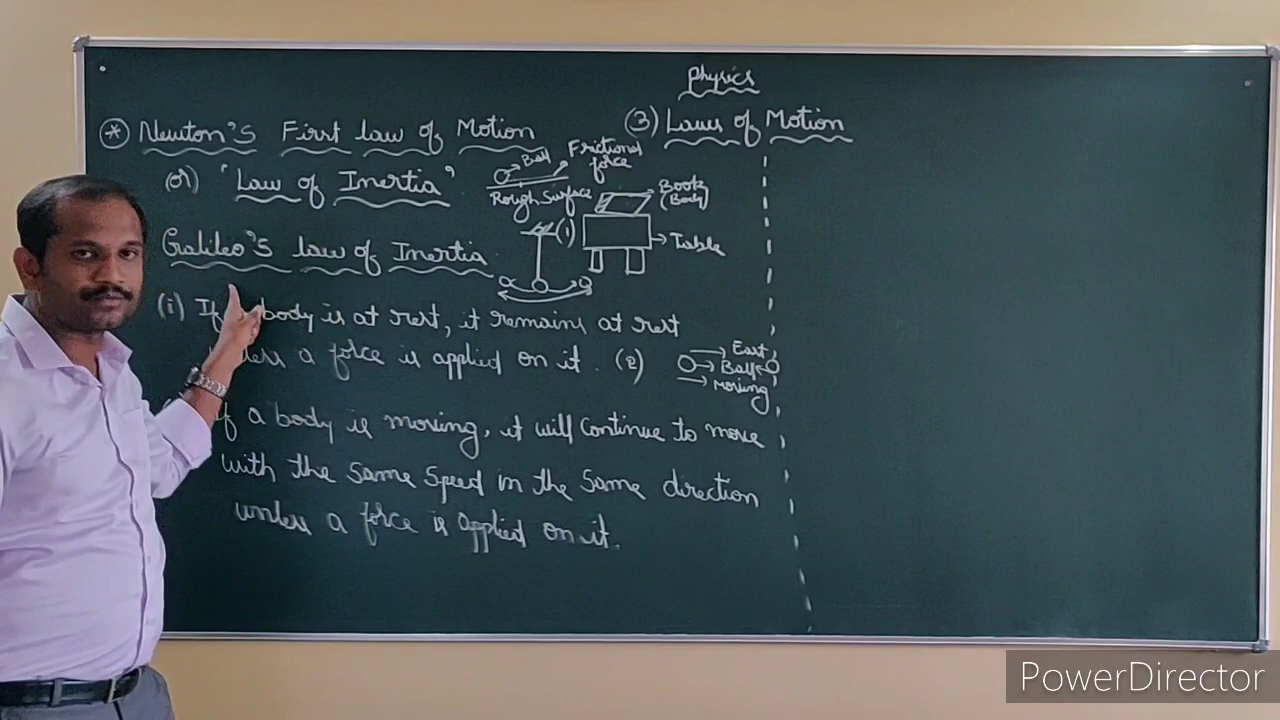 Physics
(3) Laws of Motion
* Newton's First law of Motion
(or) 'Law of Inertia'
Ball
Frictional
force
Rough Surface
(1)
Book
(Body)
Table
Galileo's law of Inertia
(i) If body is at rest, it remains at rest
a force is applied on it.
(2)
East
Ball
Moving
If a body is moving, it will continue to move
with the same speed in the same direction
unless a force is applied on it.
PowerDirector